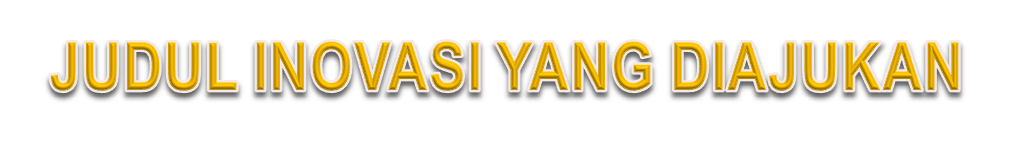 JUDUL INOVASI YANG DIAJUKAN